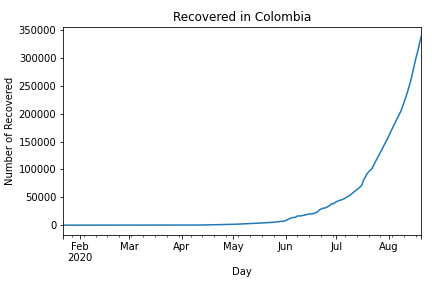 Recovered in Colombia
350000
300000
250000
200000
150000
100000
50000
0
Number of Recovered
Feb Mar Apr May Jun Jul Aug
2020
Day